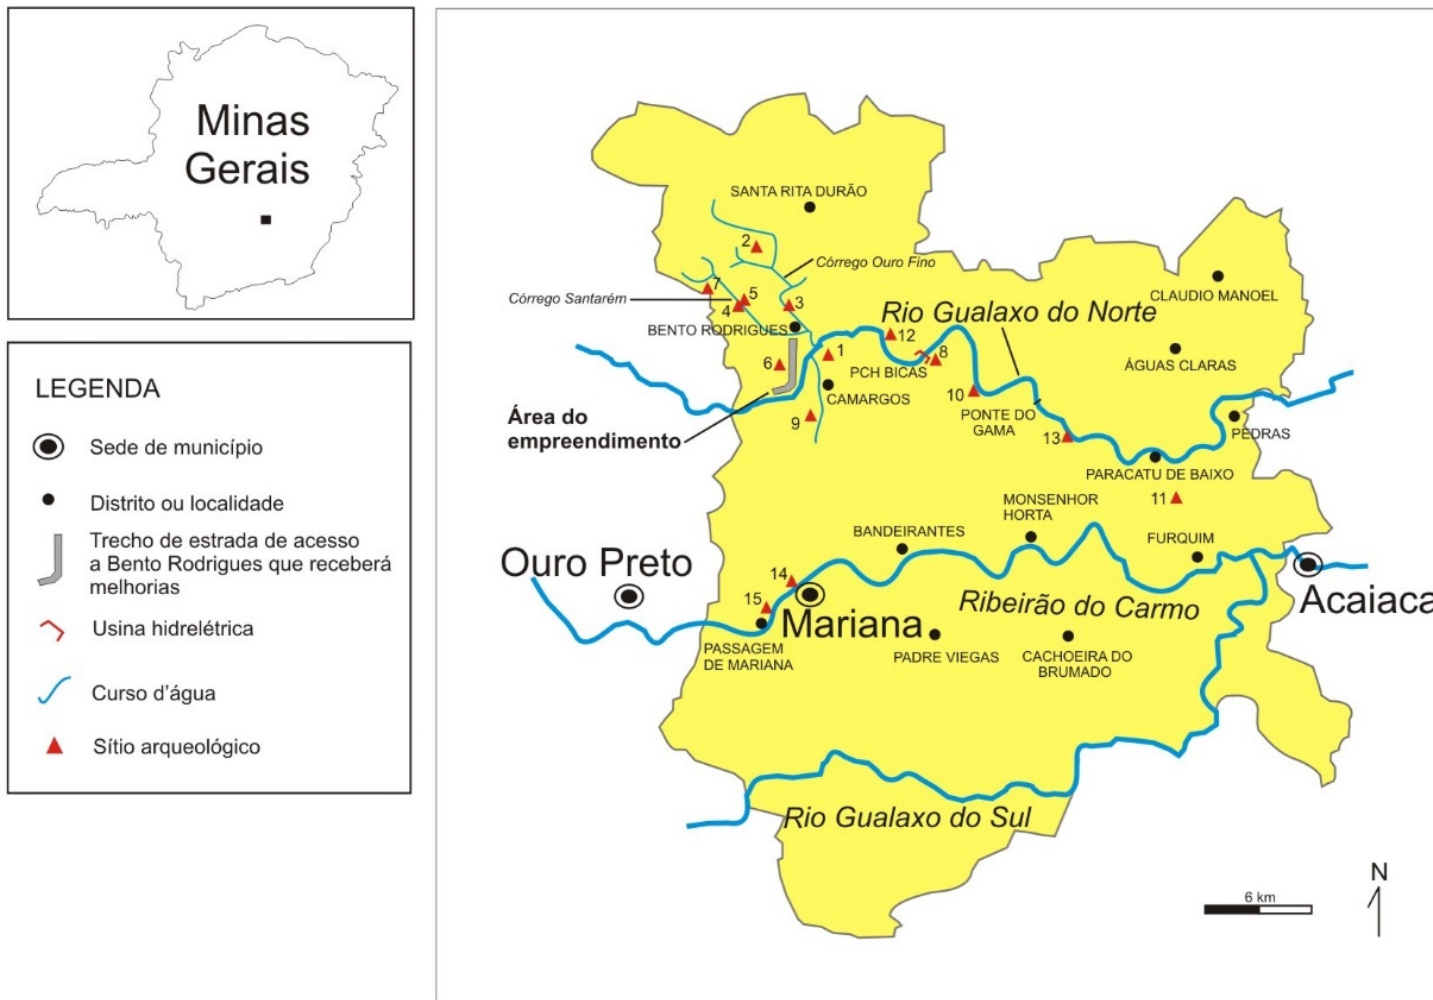 Minas
Gerais
LEGENDA
Sede de município
Distrito ou localidade
Trecho de estrada de acesso
a Bento Rodrigues que receberá
melhorias
Usina hidrelétrica
Curso d'água
Sítio arqueológico
SANTA RITA DURÃO
2
Córrego Ouro Fíno
7
Córrego Santarém
5
4
3
BENTO RODRIGUES
CLAUDIO MANOEL
Rio Gualaxo do Norte
12
1
8
6
PCH BICAS
ÁGUAS CLARAS
CAMARGOS
10
Área do
empreendimento
9
PONTE DO
GAMA
13
PEDRAS
PARACATU DE BAIXO
11
MONSENHOR
HORTA
BANDEIRANTES
FURQUIM
Ouro Preto
14
15
Mariana
Ribeirão do Carmo
Acaiaca
PASSAGEM
DE MARIANA
PADRE VIEGAS
CACHOEIRA DO
BRUMADO
Rio Gualaxo do Sul
6 km
N